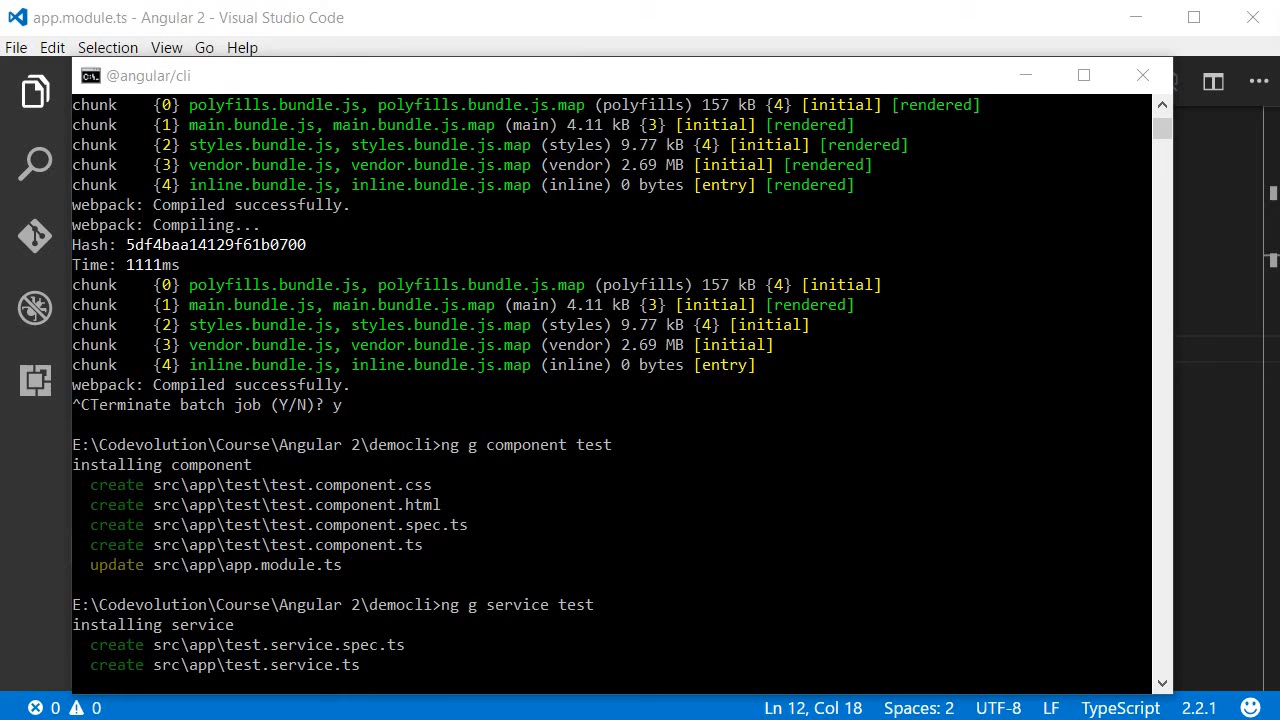 app.module.ts - Angular 2 - Visual Studio Code
File Edit Selection View Go Help
@angular/cli
chunk    {0} polyfills.bundle.js, polyfills.bundle.js.map (polyfills) 157 kB {4} [initial] [rendered]
chunk    {1} main.bundle.js, main.bundle.js.map (main) 4.11 kB {3} [initial] [rendered]
chunk    {2} styles.bundle.js, styles.bundle.js.map (styles) 9.77 kB {4} [initial] [rendered]
chunk    {3} vendor.bundle.js, vendor.bundle.js.map (vendor) 2.69 MB [initial] [rendered]
chunk    {4} inline.bundle.js, inline.bundle.js.map (inline) 0 bytes [entry] [rendered]
webpack: Compiled successfully.
webpack: Compiling...
Hash: 5df4baa14129f61b0700
Time: 1111ms
chunk    {0} polyfills.bundle.js, polyfills.bundle.js.map (polyfills) 157 kB {4} [initial]
chunk    {1} main.bundle.js, main.bundle.js.map (main) 4.11 kB {3} [initial] [rendered]
chunk    {2} styles.bundle.js, styles.bundle.js.map (styles) 9.77 kB {4} [initial]
chunk    {3} vendor.bundle.js, vendor.bundle.js.map (vendor) 2.69 MB [initial]
chunk    {4} inline.bundle.js, inline.bundle.js.map (inline) 0 bytes [entry]
webpack: Compiled successfully.
^CTerminate batch job (Y/N)? y
E:\Codevolution\Course\Angular 2\democli>ng g component test
installing component
  create src\app\test\test.component.css
  create src\app\test\test.component.html
  create src\app\test\test.component.spec.ts
  create src\app\test\test.component.ts
  update src\app\app.module.ts
E:\Codevolution\Course\Angular 2\democli>ng g service test
installing service
  create src\app\test.service.spec.ts
  create src\app\test.service.ts
0 0 Ln 12, Col 18 Spaces: 2 UTF-8 LF TypeScript 2.2.1